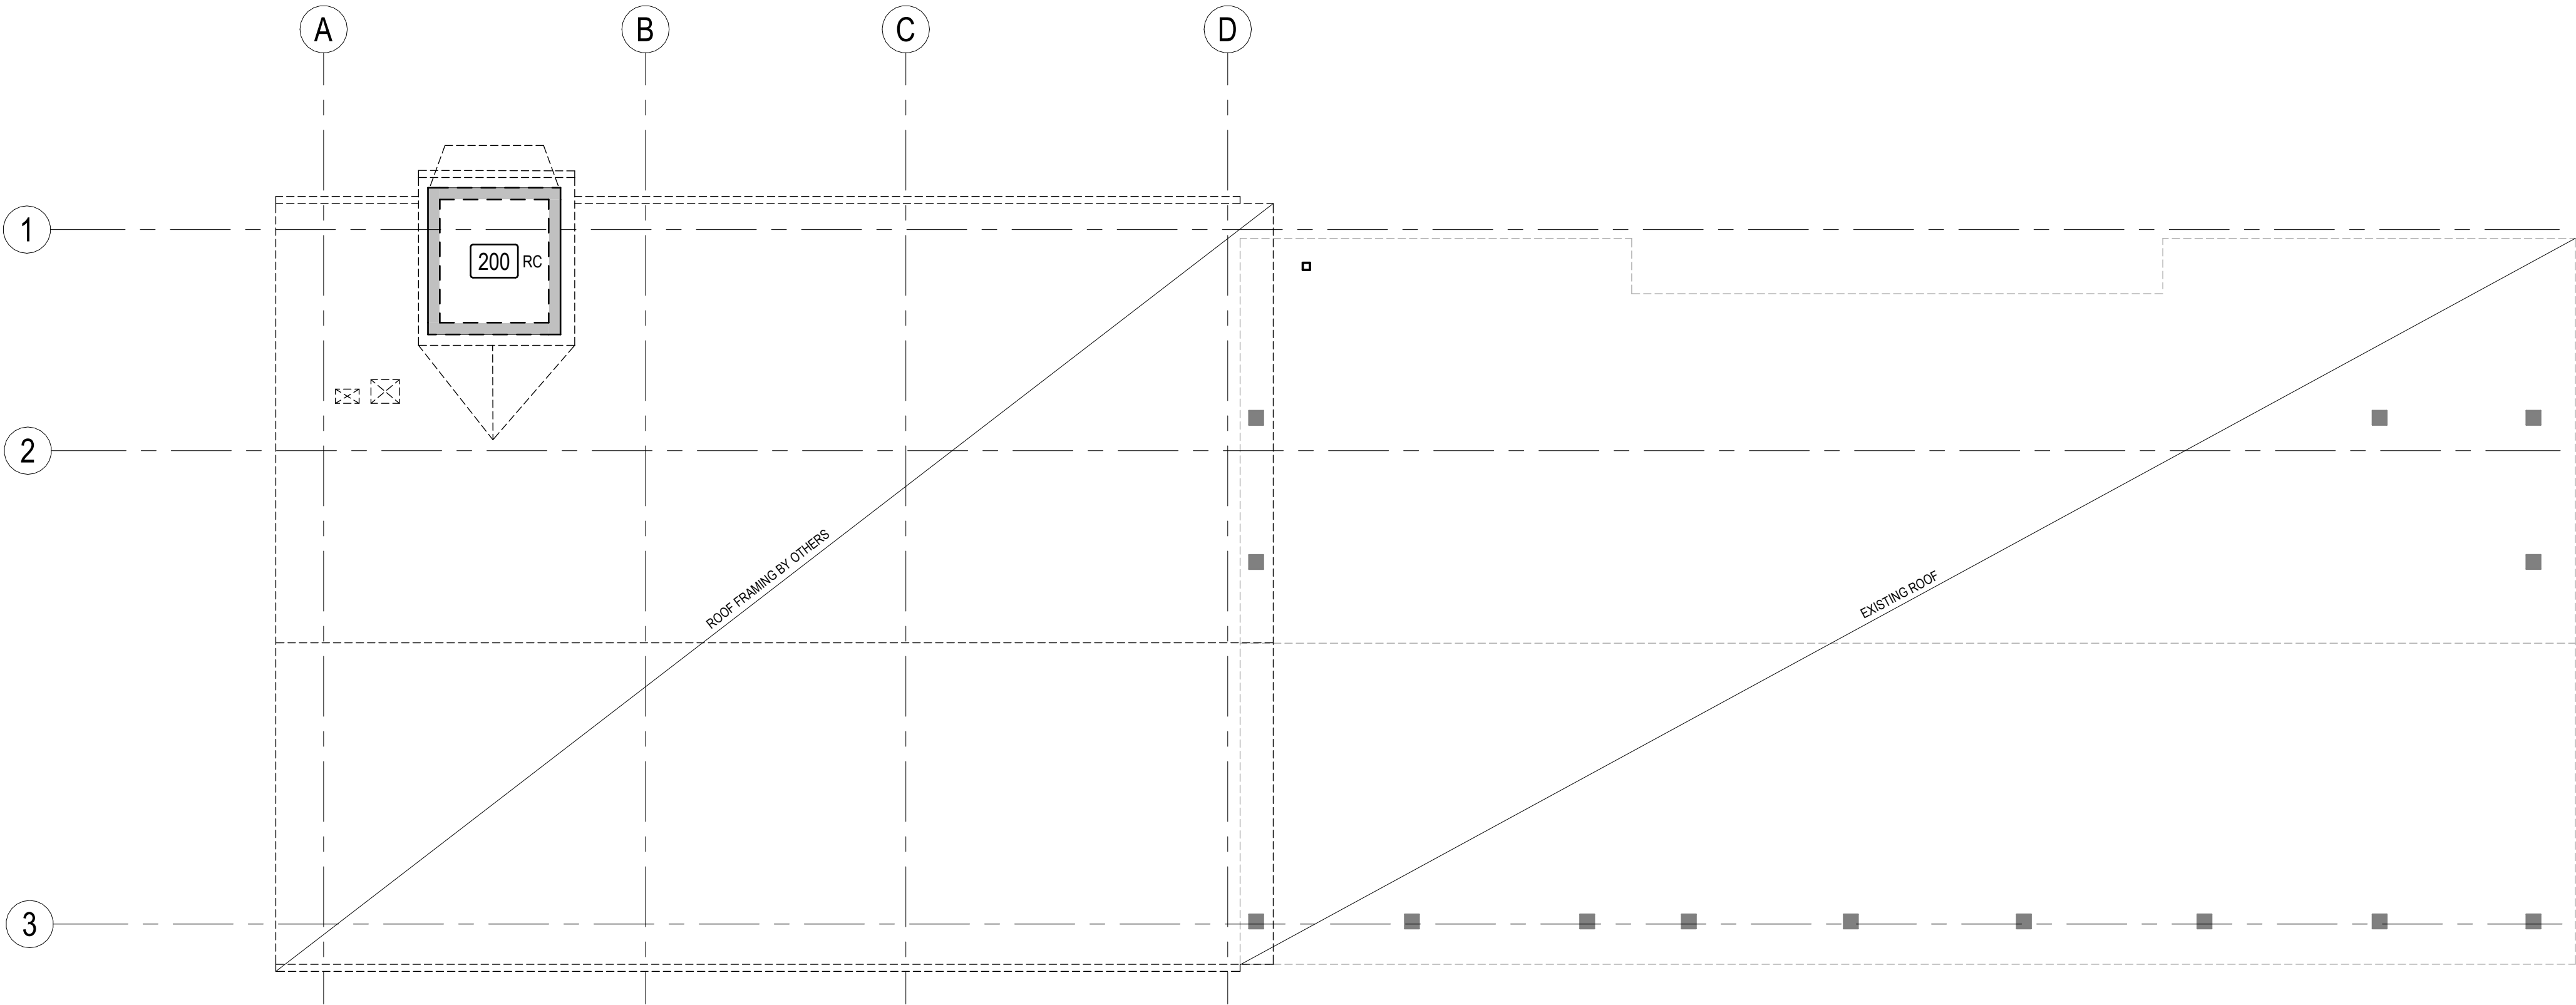 A
B
C
D
1
200 RC
2
ROOF FRAMING BY OTHERS
EXISTING ROOF
3